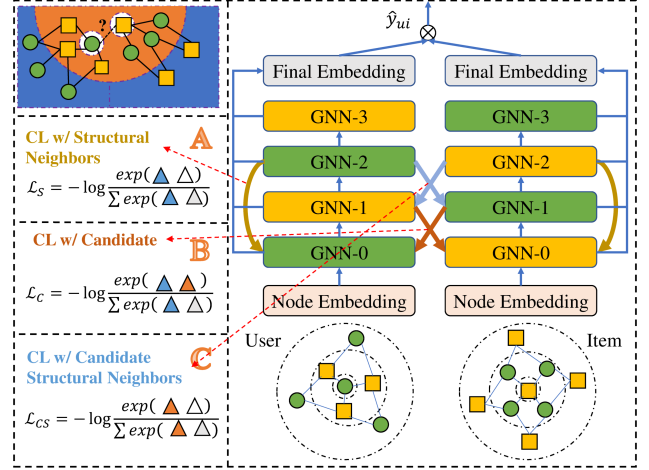 ?
CL w/ Structural
Neighbors
A
ℒ_S = −log exp( ) / ∑ exp( )
CL w/ Candidate
B
ℒ_C = −log exp( ) / ∑ exp( )
CL w/ Candidate
Structural Neighbors
C
ℒ_CS = −log exp( ) / ∑ exp( )
ŷ_ui
⊗
Final Embedding
Final Embedding
GNN-3
GNN-3
GNN-2
GNN-2
GNN-1
GNN-1
GNN-0
GNN-0
Node Embedding
Node Embedding
User
Item